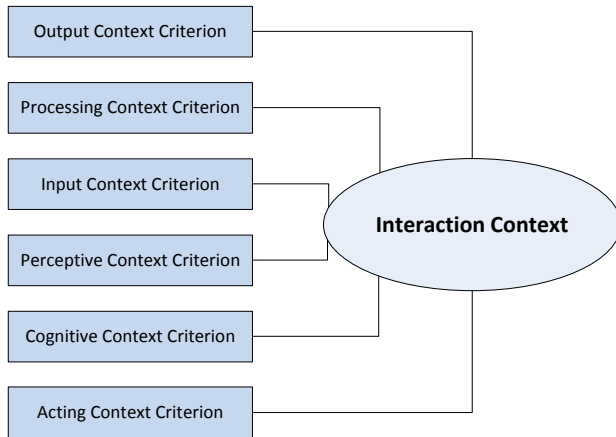 Output Context Criterion
Processing Context Criterion
Input Context Criterion
Interaction Context
Perceptive Context Criterion
Cognitive Context Criterion
Acting Context Criterion